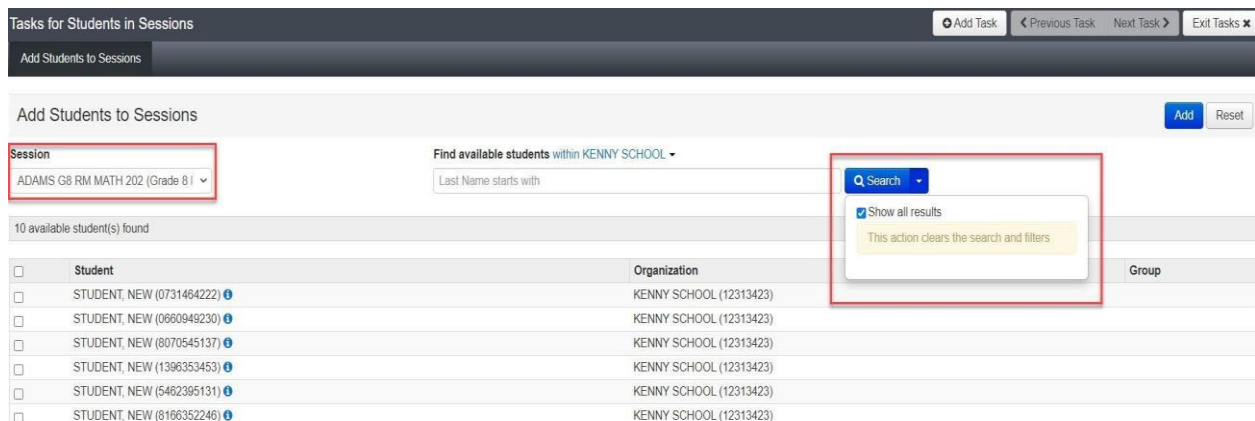 Tasks for Students in Sessions
Add Task
Previous Task
Next Task
Exit Tasks
Add Students to Sessions
Add Students to Sessions
Add
Reset
Session
Find available students within KENNY SCHOOL
ADAMS G8 RM MATH 202 (Grade 8
Last Name starts with
Search
Show all results
This action clears the search and filters
10 available student(s) found
Student Organization Group
STUDENT, NEW (0731464222) KENNY SCHOOL (12313423)
STUDENT, NEW (0660949230) KENNY SCHOOL (12313423)
STUDENT, NEW (8070545137) KENNY SCHOOL (12313423)
STUDENT, NEW (1396353453) KENNY SCHOOL (12313423)
STUDENT, NEW (5462395131) KENNY SCHOOL (12313423)
STUDENT, NEW (8166352246) KENNY SCHOOL (12313423)